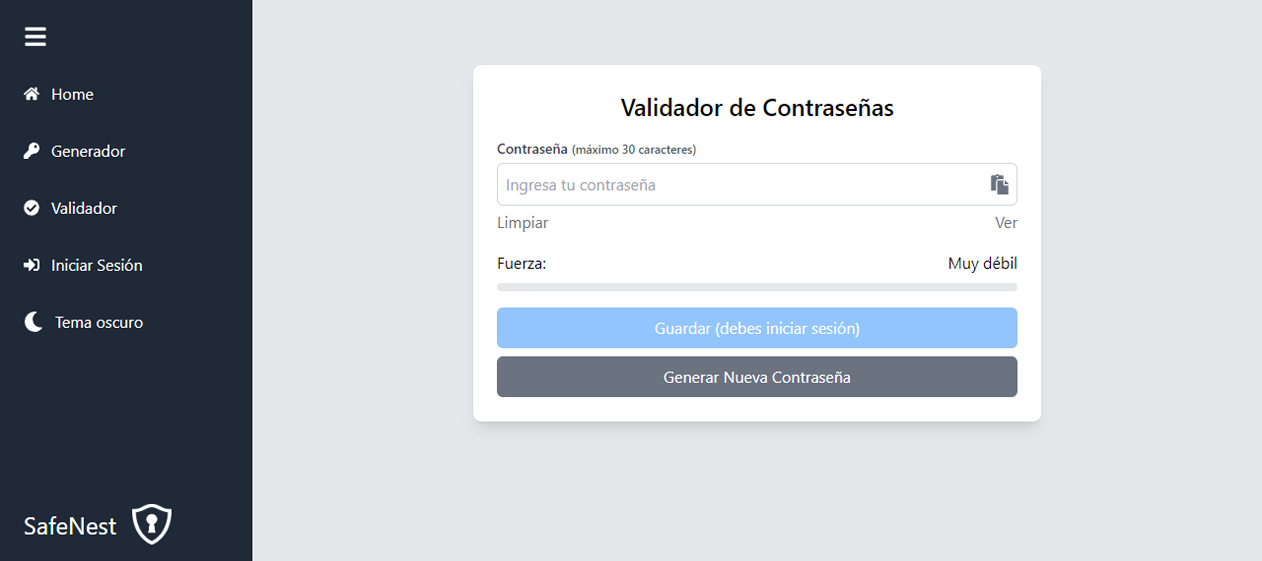 Home
Generador
Validador
Iniciar Sesión
Tema oscuro
SafeNest
Validador de Contraseñas
Contraseña (máximo 30 caracteres)
Ingresa tu contraseña
Limpiar
Ver
Fuerza:
Muy débil
Guardar (debes iniciar sesión)
Generar Nueva Contraseña